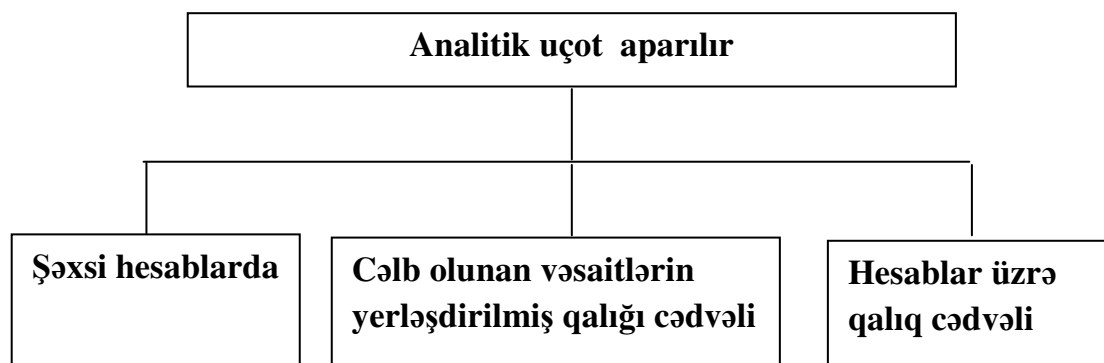 Analitik uçot aparılır
Şəxsi hesablarda
Cəlb olunan vəsaitlərin
yerləşdirilmiş qalığı cədvəli
Hesablar üzrə
qalıq cədvəli